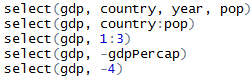 select(gdp, country, year, pop)
select(gdp, country:pop)
select(gdp, 1:3)
select(gdp, -gdpPercap)
select(gdp, -4)